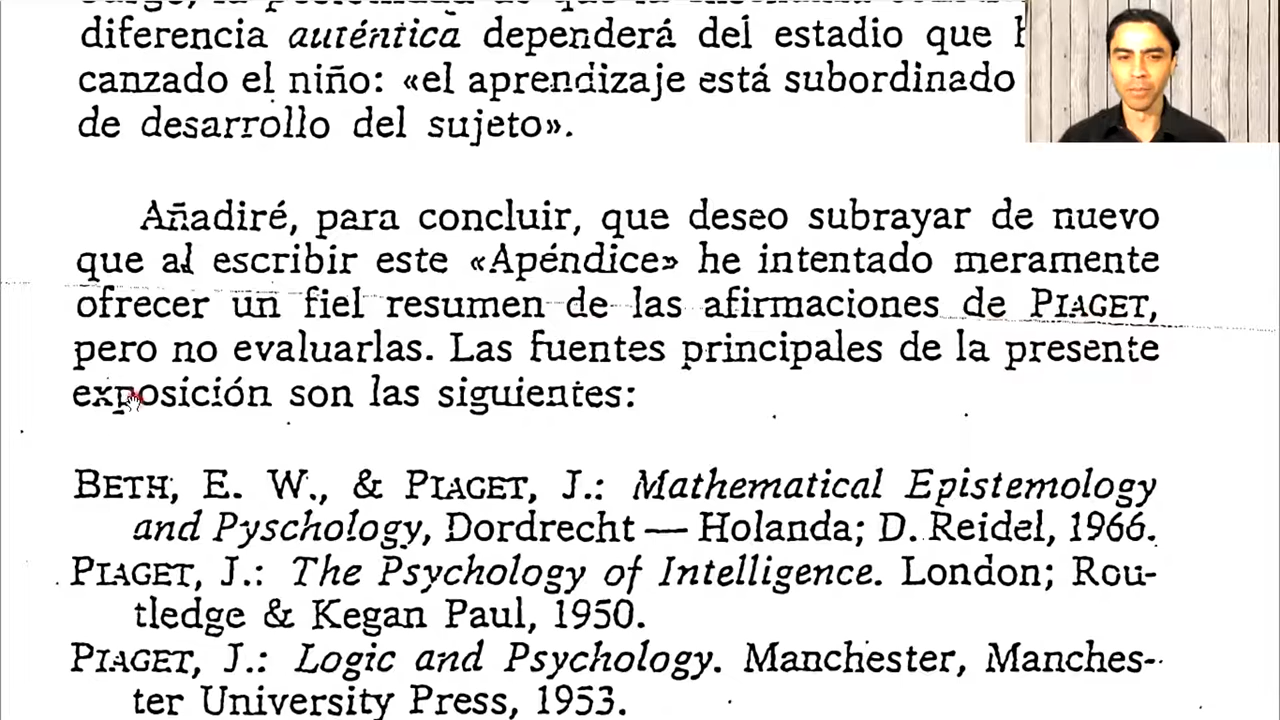 diferencia auténtica dependerá del estadio que
canzado el niño: «el aprendizaje está subordinado
de desarrollo del sujeto».
Añadiré, para concluir, que deseo subrayar de nuevo
que al escribir este «Apéndice» he intentado meramente
ofrecer un fiel resumen de las afirmaciones de PIAGET,
pero no evaluarlas. Las fuentes principales de la presente
exposición son las siguientes:
BETH, E. W., & PIAGET, J.: Mathematical Epistemology
and Pyschology, Dordrecht — Holanda; D. Reidel, 1966.
PIAGET, J.: The Psychology of Intelligence. London; Rou-
tledge & Kegan Paul, 1950.
PIAGET, J.: Logic and Psychology. Manchester, Manches-
ter University Press, 1953.